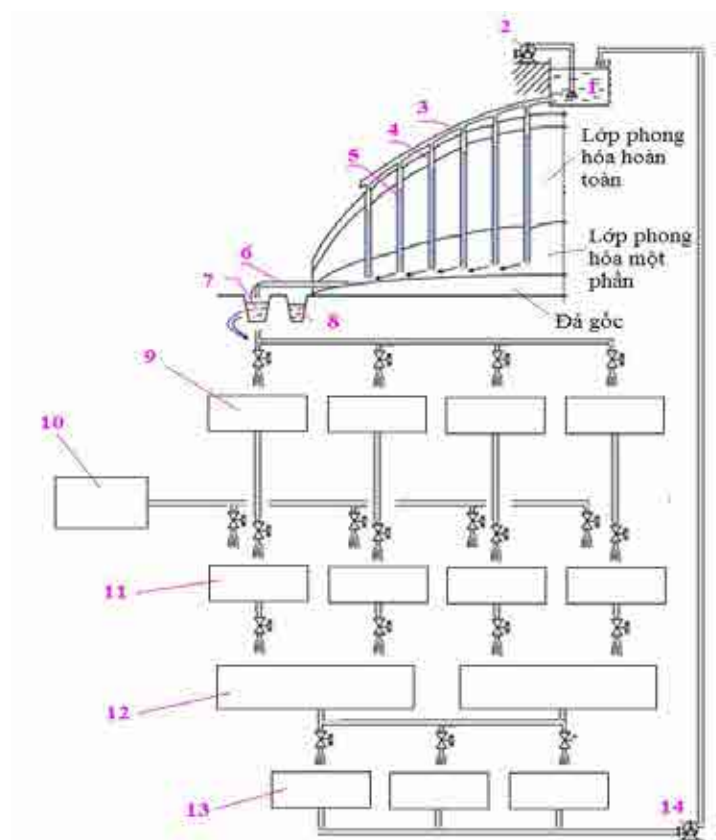 2
1
3
4
5
Lớp phong
hóa hoàn
toàn
Lớp phong
hóa một
phần
6
7
8
Đá gốc
9
10
11
12
13
14